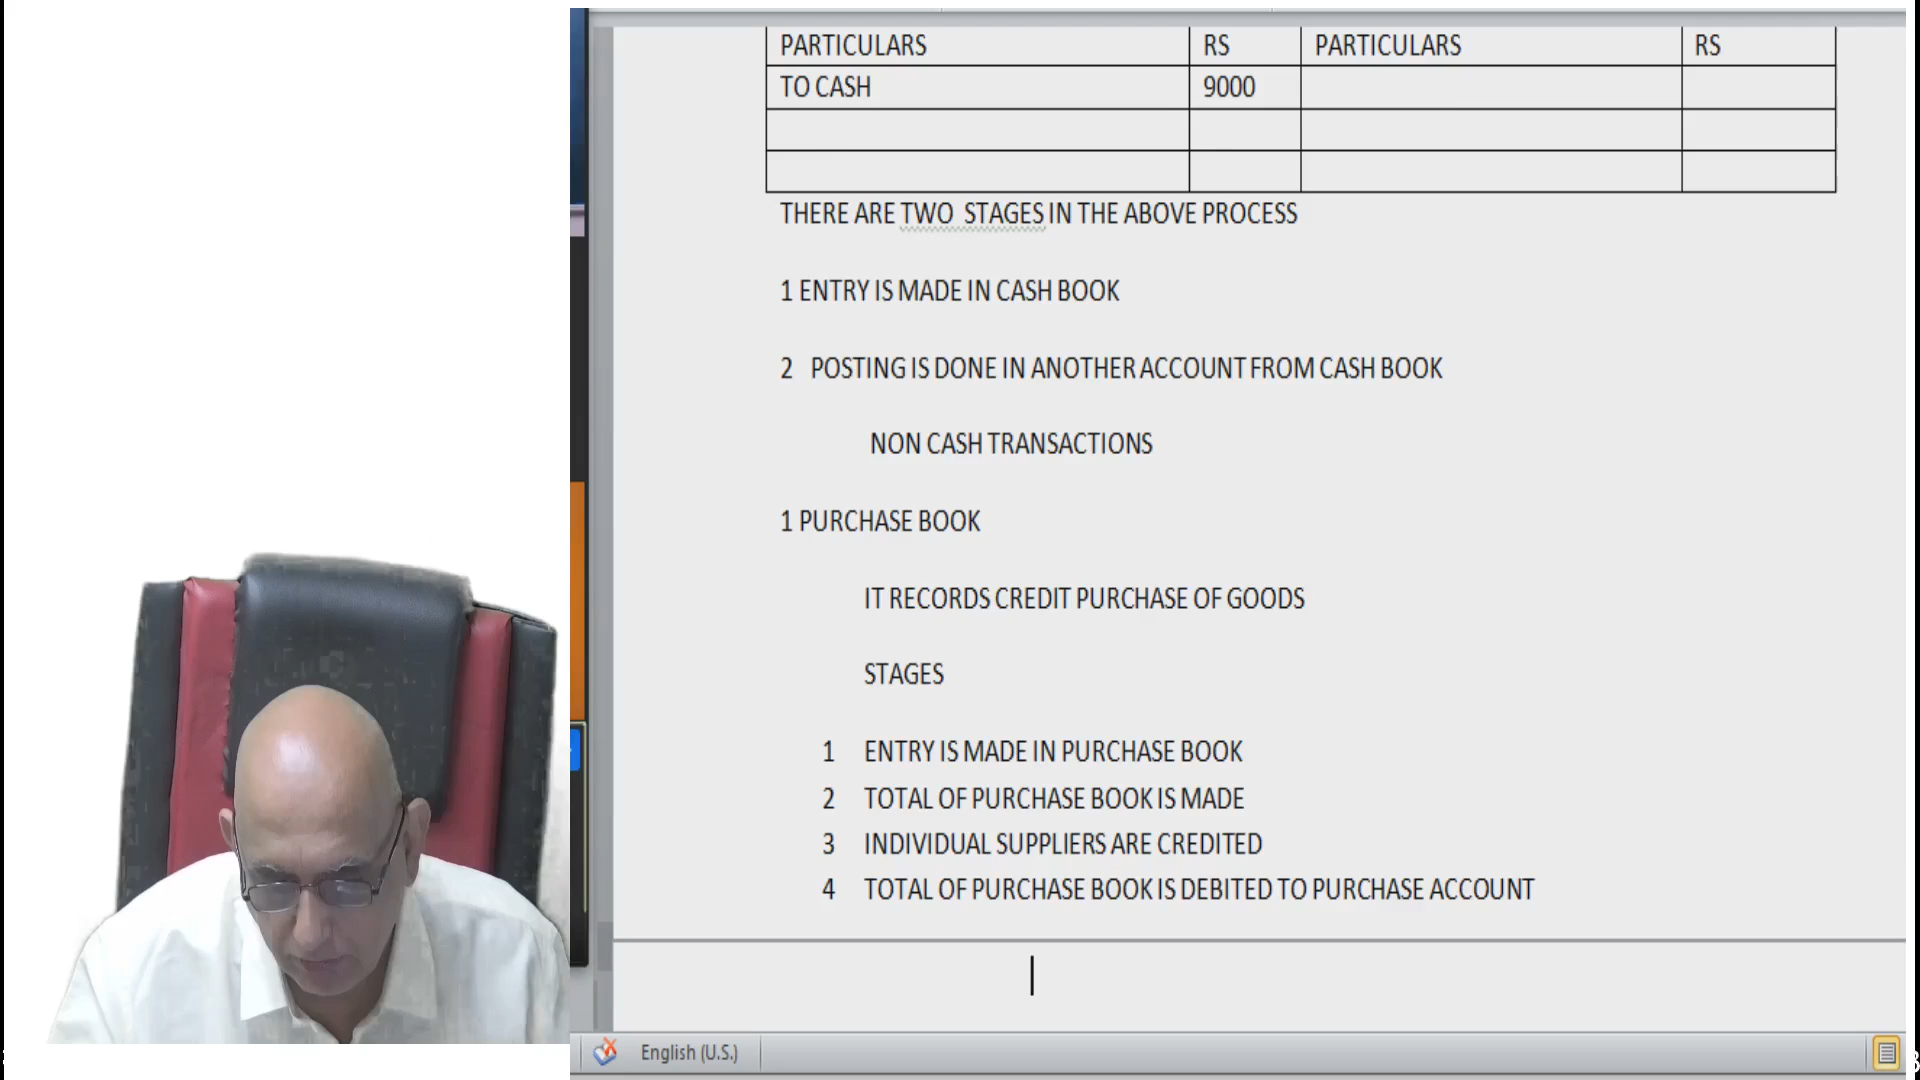 PARTICULARS RS PARTICULARS RS
TO CASH 9000
THERE ARE TWO STAGES IN THE ABOVE PROCESS
1 ENTRY IS MADE IN CASH BOOK
2 POSTING IS DONE IN ANOTHER ACCOUNT FROM CASH BOOK
NON CASH TRANSACTIONS
1 PURCHASE BOOK
IT RECORDS CREDIT PURCHASE OF GOODS
STAGES
1 ENTRY IS MADE IN PURCHASE BOOK
2 TOTAL OF PURCHASE BOOK IS MADE
3 INDIVIDUAL SUPPLIERS ARE CREDITED
4 TOTAL OF PURCHASE BOOK IS DEBITED TO PURCHASE ACCOUNT
English (U.S.)